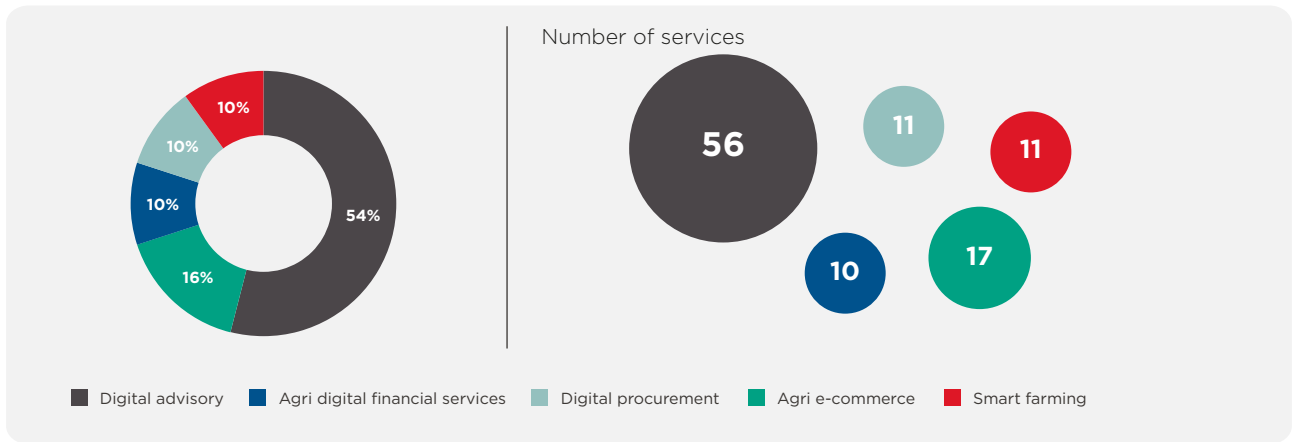 Number of services
10%
10%
10%
16%
54%
56
11
11
10
17
Digital advisory
Agri digital financial services
Digital procurement
Agri e-commerce
Smart farming